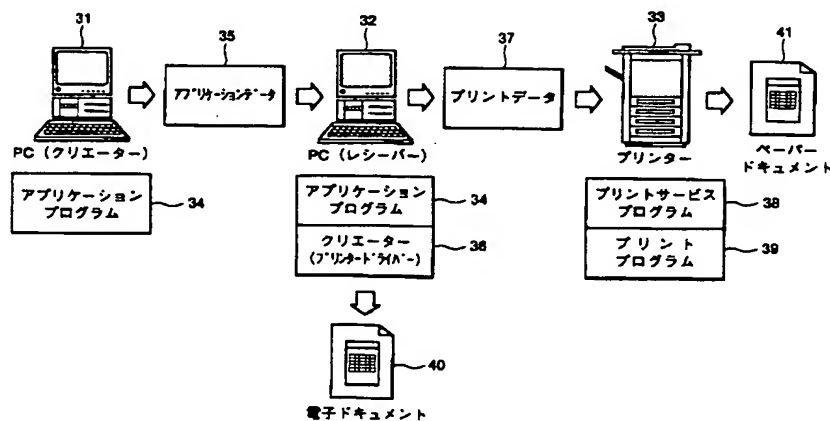 31
35
32
37
33
41
アプリケーションデータ
プリントデータ
PC(クリエーター)
PC(レシーバー)
プリンター
ペーパー
ドキュメント
アプリケーション
プログラム
34
アプリケーション
プログラム
34
クリエーター
(プリンタードライバー)
36
プリントサービス
プログラム
38
プリント
プログラム
39
40
電子ドキュメント